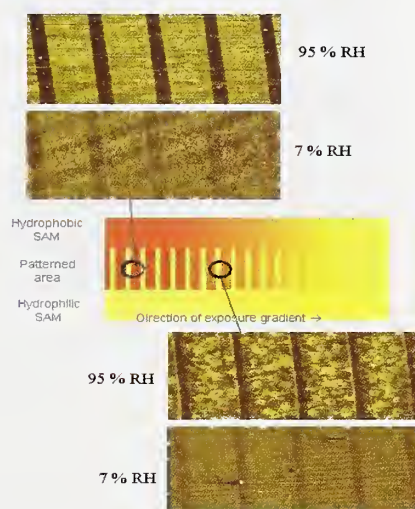 95 % RH
7 % RH
Hydrophobic
SAM
Patterned
area
Hydrophilic
SAM
Direction of exposure gradient →
95 % RH
7 % RH